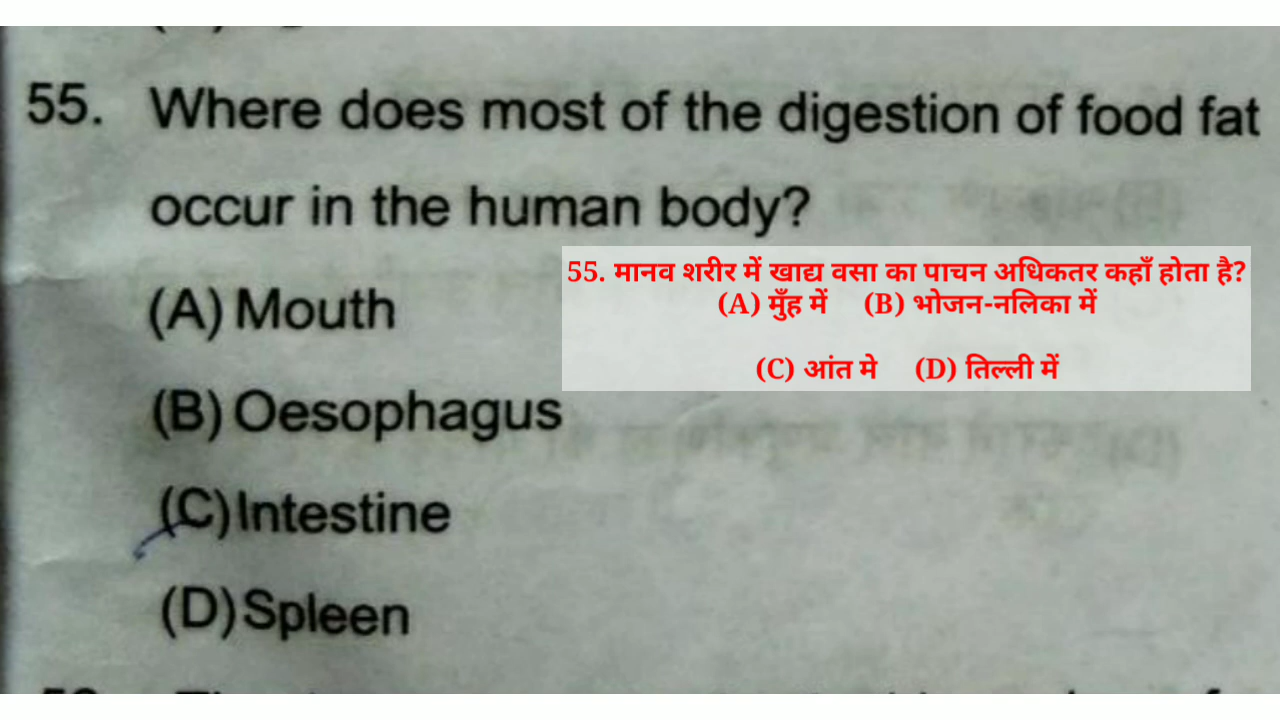 55. Where does most of the digestion of food fat
occur in the human body?
55. मानव शरीर में खाद्य वसा का पाचन अधिकतर कहाँ होता है?
(A) मुँह में (B) भोजन-नलिका में
(C) आंत मे (D) तिल्ली में
(A) Mouth
(B) Oesophagus
(C) Intestine
(D) Spleen